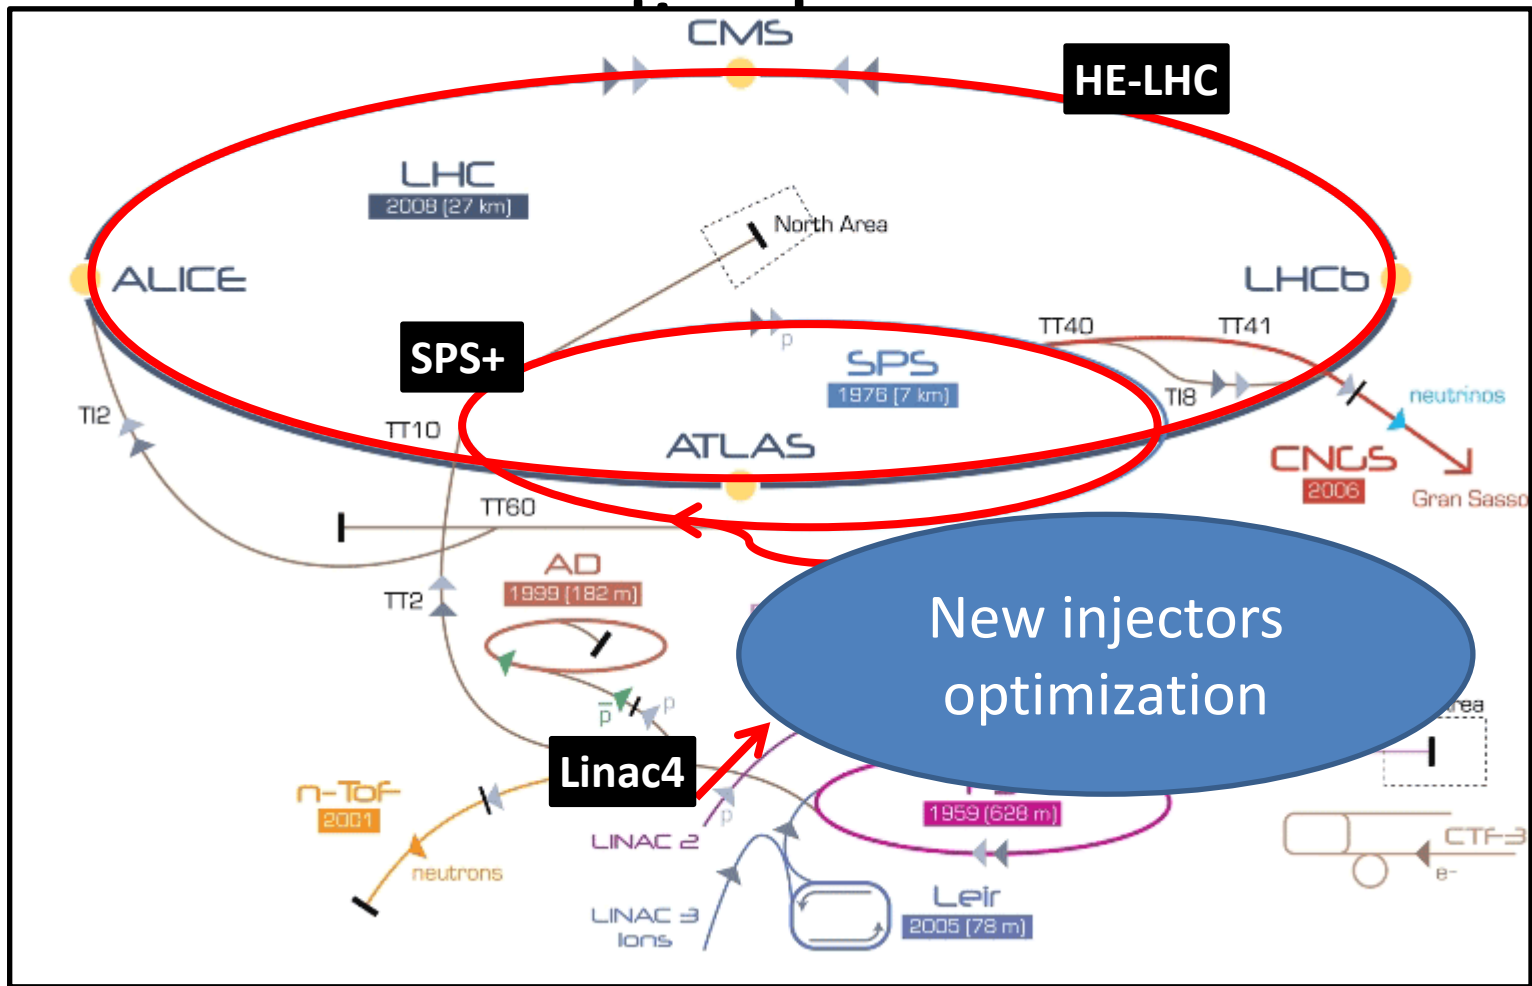 CMS
HE-LHC
LHC
2008 (27 km)
North Area
ALICE
LHCb
TT40
TT41
SPS+
p
SPS
1976 (7 km)
TI8
neutrinos
TI2
TT10
ATLAS
CNGS
2006
Gran Sasso
TT60
AD
1999 (182 m)
TT2
New injectors
optimization
p̅
p
Linac4
n-ToF
2001
p
1959 (628 m)
LINAC 2
CTF-3
e-
neutrons
LINAC 3
Ions
Leir
2005 (78 m)